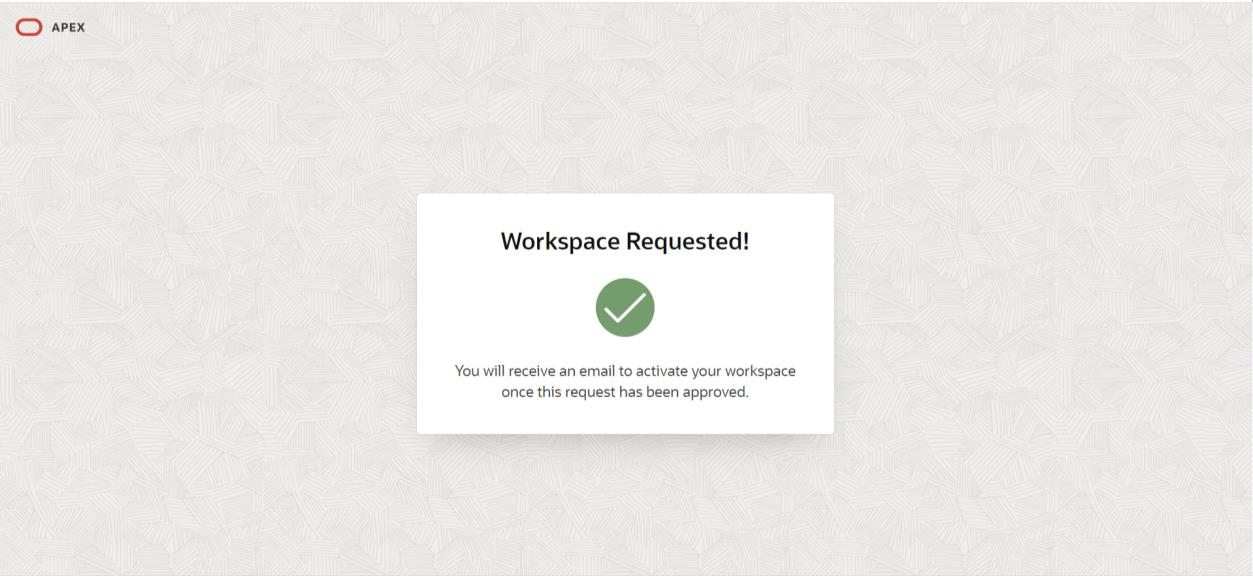 APEX
Workspace Requested!
You will receive an email to activate your workspace
once this request has been approved.